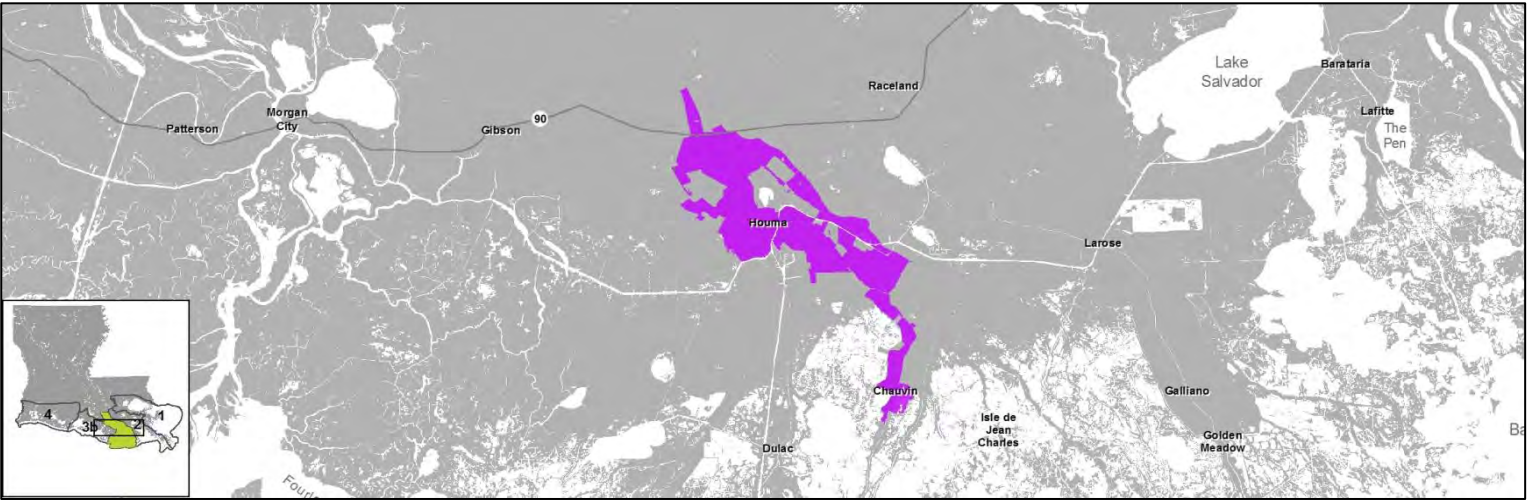 Lake
Salvador
Barataria
Raceland
Lafitte
Morgan
City
Patterson
Gibson
90
The
Pen
Houma
Larose
Chauvin
Galliano
Isle de
Jean
Charles
Golden
Meadow
Dulac
4
3b
2
1